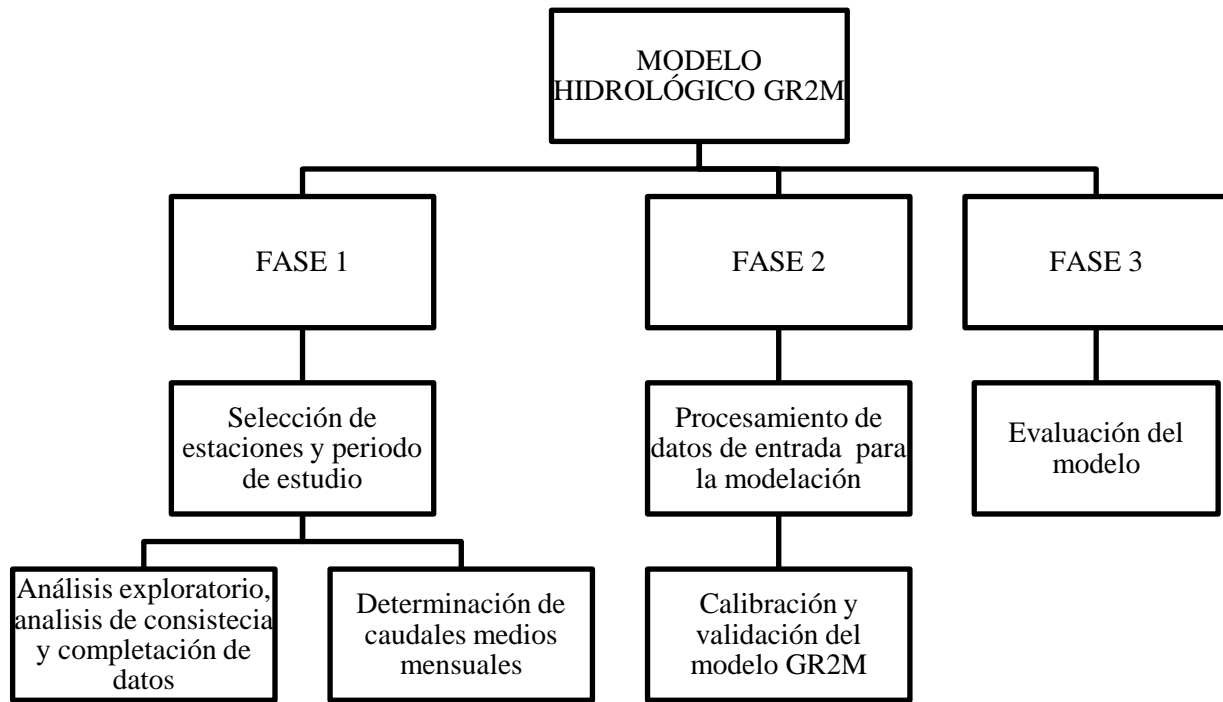 MODELO
HIDROLÓGICO GR2M
FASE 1
FASE 2
FASE 3
Selección de
estaciones y periodo
de estudio
Procesamiento de
datos de entrada para
la modelación
Evaluación del
modelo
Análisis exploratorio,
analisis de consistecia
y completación de
datos
Determinación de
caudales medios
mensuales
Calibración y
validación del
modelo GR2M